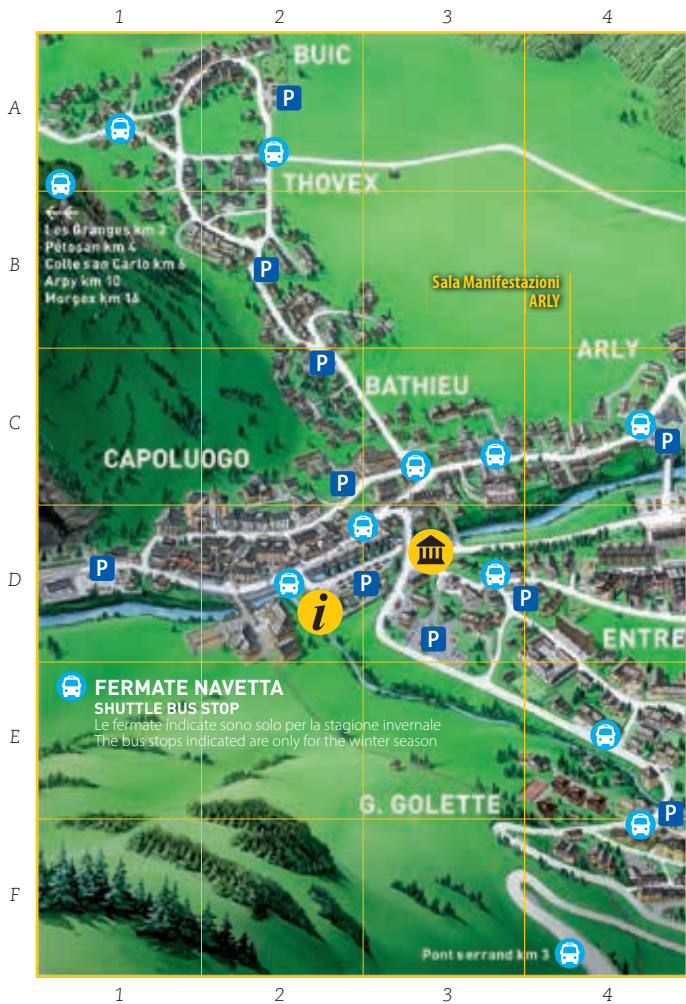 1 2 3 4
A
BUIC
P
THOVEX
Les Granges km 3
Pétosan km 4
B
Colle san Carlo km 6
P
Arpy km 10
Morgex km 16
Sala Manifestazioni
ARLY
ARLY
P
BATHIEU
C
P
CAPOLUOGO
P
D
P
P
P
i
P
ENTRE
FERMATE NAVETTA
SHUTTLE BUS STOP
Le fermate indicate sono solo per la stagione invernale
The bus stops indicated are only for the winter season
E
G. GOLETTE
P
F
Pont serrand km 3
1 2 3 4